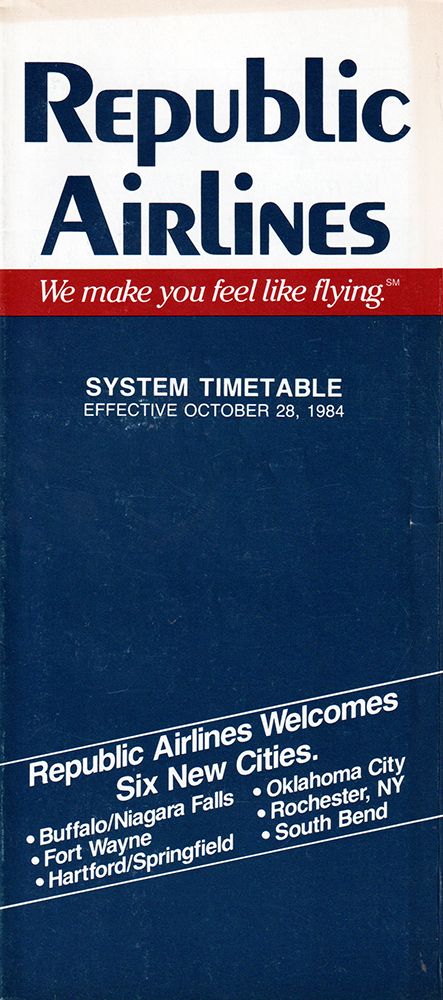 Republic
Airlines
We make you feel like flying.℠
SYSTEM TIMETABLE
EFFECTIVE OCTOBER 28, 1984
Republic Airlines Welcomes
Six New Cities.
• Buffalo/Niagara Falls
• Fort Wayne
• Hartford/Springfield
• Oklahoma City
• Rochester, NY
• South Bend